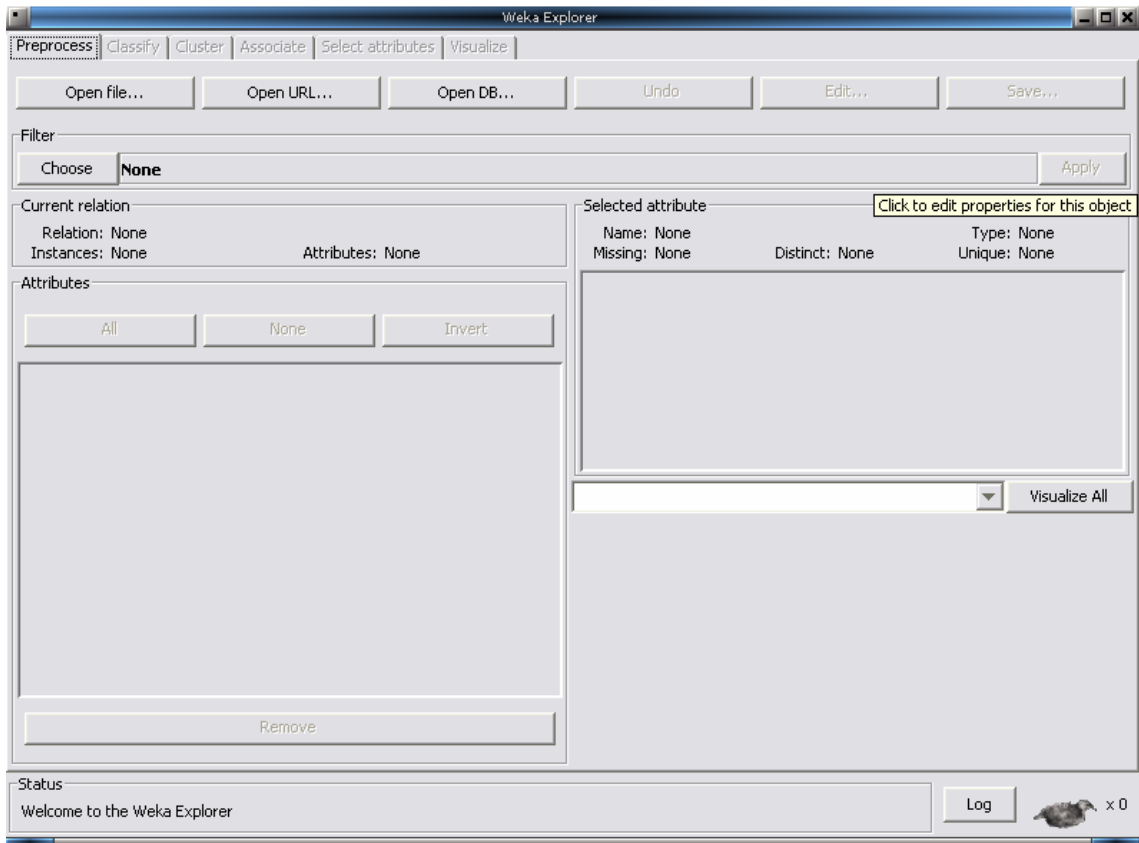 Weka Explorer
Preprocess Classify Cluster Associate Select attributes Visualize
Open file... Open URL... Open DB... Undo Edit... Save...
Filter
Choose None Apply
Click to edit properties for this object
Current relation
Relation: None
Instances: None Attributes: None
Selected attribute
Name: None Type: None
Missing: None Distinct: None Unique: None
Attributes
All None Invert
Visualize All
Remove
Status
Welcome to the Weka Explorer
Log x 0